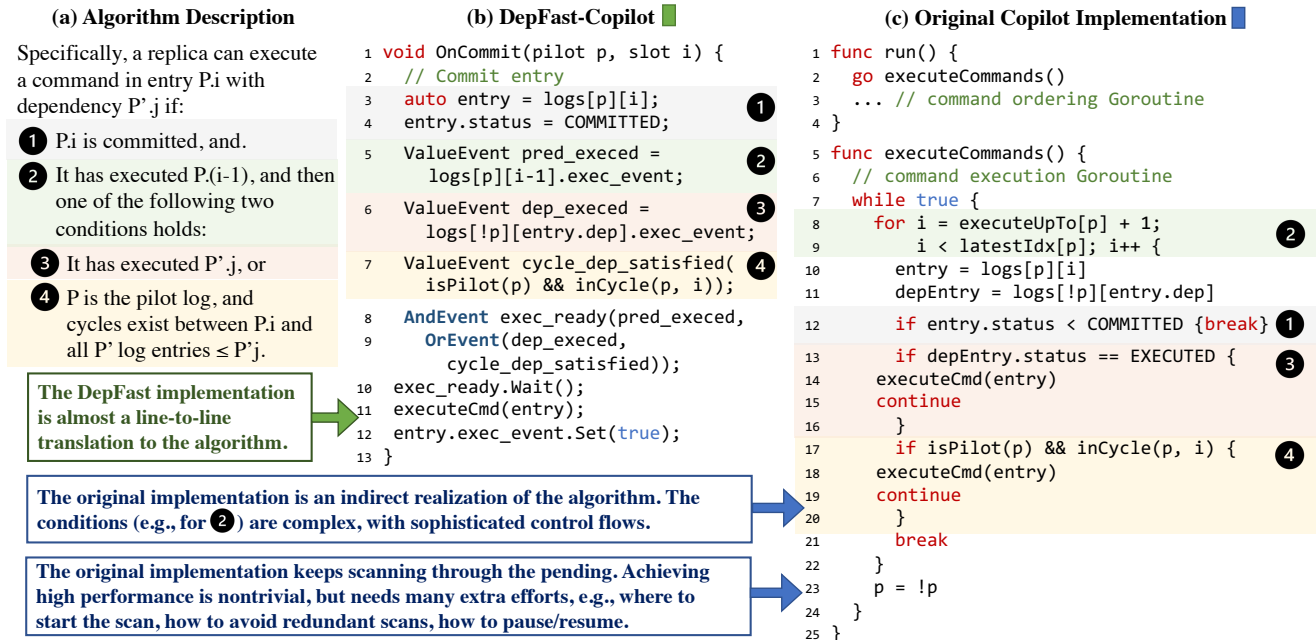 (a) Algorithm Description
Specifically, a replica can execute
a command in entry P.i with
dependency P'.j if:
1 P.i is committed, and.
2 It has executed P.(i-1), and then
one of the following two
conditions holds:
3 It has executed P'.j, or
4 P is the pilot log, and
cycles exist between P.i and
all P' log entries ≤ P'j.
The DepFast implementation
is almost a line-to-line
translation to the algorithm.
(b) DepFast-Copilot
1 void OnCommit(pilot p, slot i) {
2 // Commit entry
3 auto entry = logs[p][i]; 1
4 entry.status = COMMITTED;
5 ValueEvent pred_execed = 2
logs[p][i-1].exec_event;
6 ValueEvent dep_execed = 3
logs[!p][entry.dep].exec_event;
7 ValueEvent cycle_dep_satisfied( 4
isPilot(p) && inCycle(p, i));
8 AndEvent exec_ready(pred_execed,
9 OrEvent(dep_execed,
cycle_dep_satisfied));
10 exec_ready.Wait();
11 executeCmd(entry);
12 entry.exec_event.Set(true);
13 }
The original implementation is an indirect realization of the algorithm. The
conditions (e.g., for 2) are complex, with sophisticated control flows.
The original implementation keeps scanning through the pending. Achieving
high performance is nontrivial, but needs many extra efforts, e.g., where to
start the scan, how to avoid redundant scans, how to pause/resume.
(c) Original Copilot Implementation
1 func run() {
2 go executeCommands()
3 ... // command ordering Goroutine
4 }
5 func executeCommands() {
6 // command execution Goroutine
7 while true {
8 for i = executeUpTo[p] + 1;
9 i < latestIdx[p]; i++ { 2
10 entry = logs[p][i]
11 depEntry = logs[!p][entry.dep]
12 if entry.status < COMMITTED {break} 1
13 if depEntry.status == EXECUTED { 3
14 executeCmd(entry)
15 continue
16 }
17 if isPilot(p) && inCycle(p, i) { 4
18 executeCmd(entry)
19 continue
20 }
21 break
22 }
23 p = !p
24 }
25 }